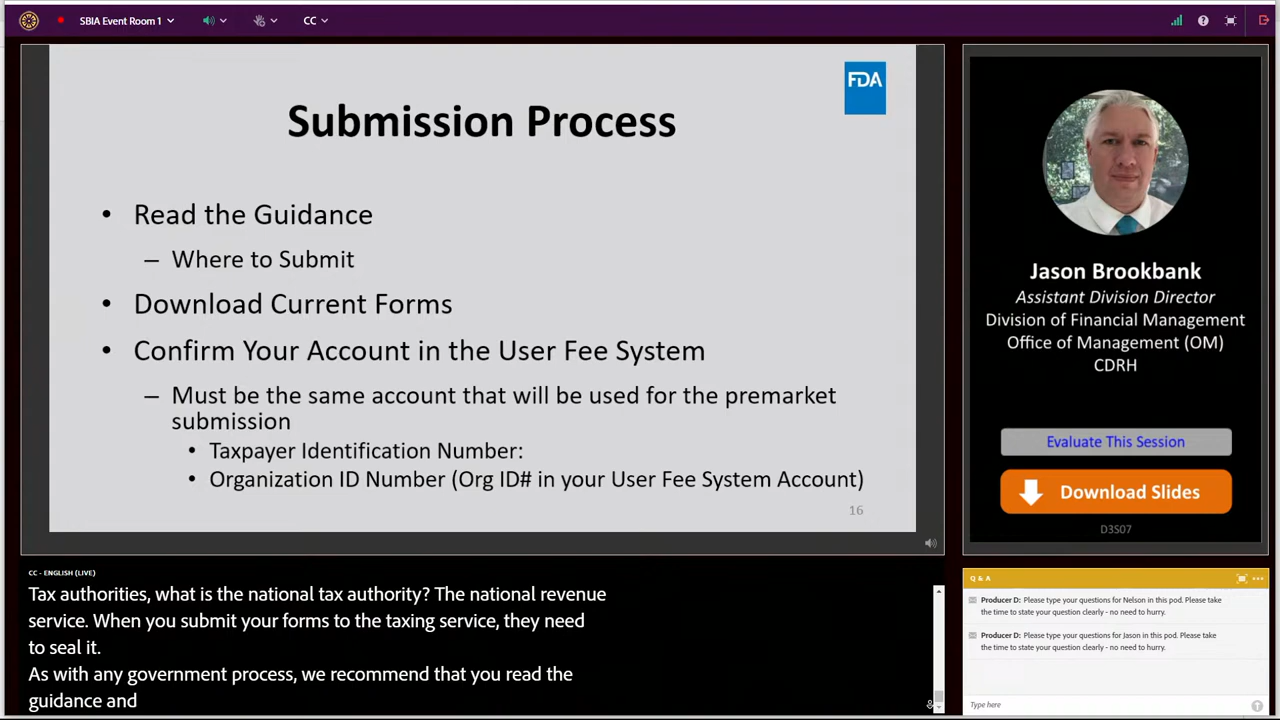 SBIA Event Room 1
CC
FDA
Submission Process
• Read the Guidance
– Where to Submit
• Download Current Forms
• Confirm Your Account in the User Fee System
– Must be the same account that will be used for the premarket
submission
• Taxpayer Identification Number:
• Organization ID Number (Org ID# in your User Fee System Account)
16
Jason Brookbank
Assistant Division Director
Division of Financial Management
Office of Management (OM)
CDRH
Evaluate This Session
Download Slides
D3S07
CC - ENGLISH (LIVE)
Tax authorities, what is the national tax authority? The national revenue
service. When you submit your forms to the taxing service, they need
to seal it.
As with any government process, we recommend that you read the
guidance and
Q & A
Producer D: Please type your questions for Nelson in this pod. Please take
the time to state your question clearly - no need to hurry.
Producer D: Please type your questions for Jason in this pod. Please take
the time to state your question clearly - no need to hurry.
Type here